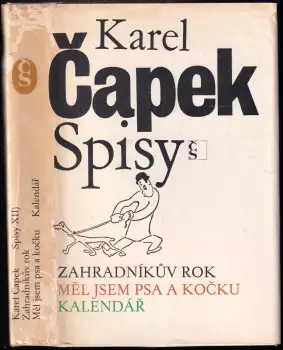 Karel
Čapek
Spisy
čs
ZAHRADNÍKŮV ROK
MĚL JSEM PSA A KOČKU
KALENDÁŘ
čs
Karel Čapek — Spisy XII)
Zahradníkův rok
Měl jsem psa a kočku Kalendář